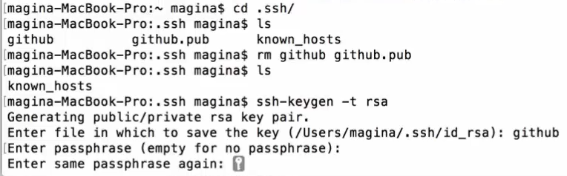 [magina-MacBook-Pro:~ magina$ cd .ssh/
[magina-MacBook-Pro:.ssh magina$ ls
github github.pub known_hosts
[magina-MacBook-Pro:.ssh magina$ rm github github.pub
[magina-MacBook-Pro:.ssh magina$ ls
known_hosts
[magina-MacBook-Pro:.ssh magina$ ssh-keygen -t rsa
Generating public/private rsa key pair.
Enter file in which to save the key (/Users/magina/.ssh/id_rsa): github
[Enter passphrase (empty for no passphrase):
Enter same passphrase again: